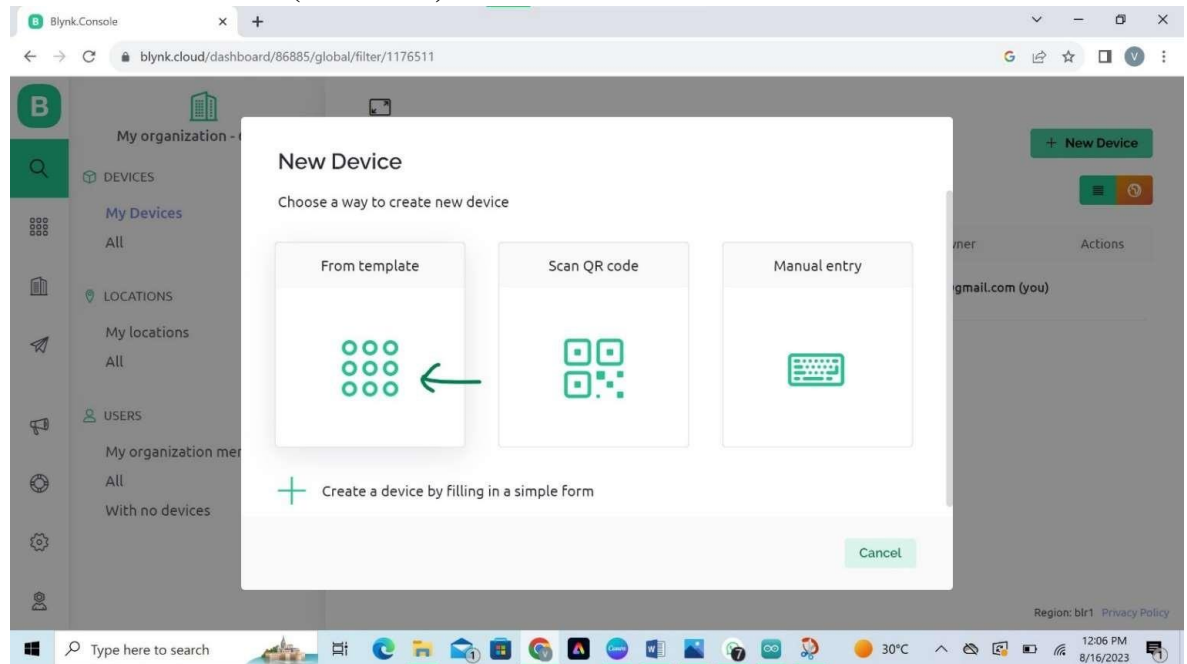 Blynk.Console
blynk.cloud/dashboard/86885/global/filter/1176511
G
V
B
My organization -
DEVICES
My Devices
All
LOCATIONS
My locations
All
USERS
My organization mer
All
With no devices
New Device
Choose a way to create new device
From template
Scan QR code
Manual entry
Create a device by filling in a simple form
Cancel
+ New Device
wner
Actions
gmail.com (you)
Region: blr1 Privacy Policy
Type here to search
30°C
12:06 PM
8/16/2023